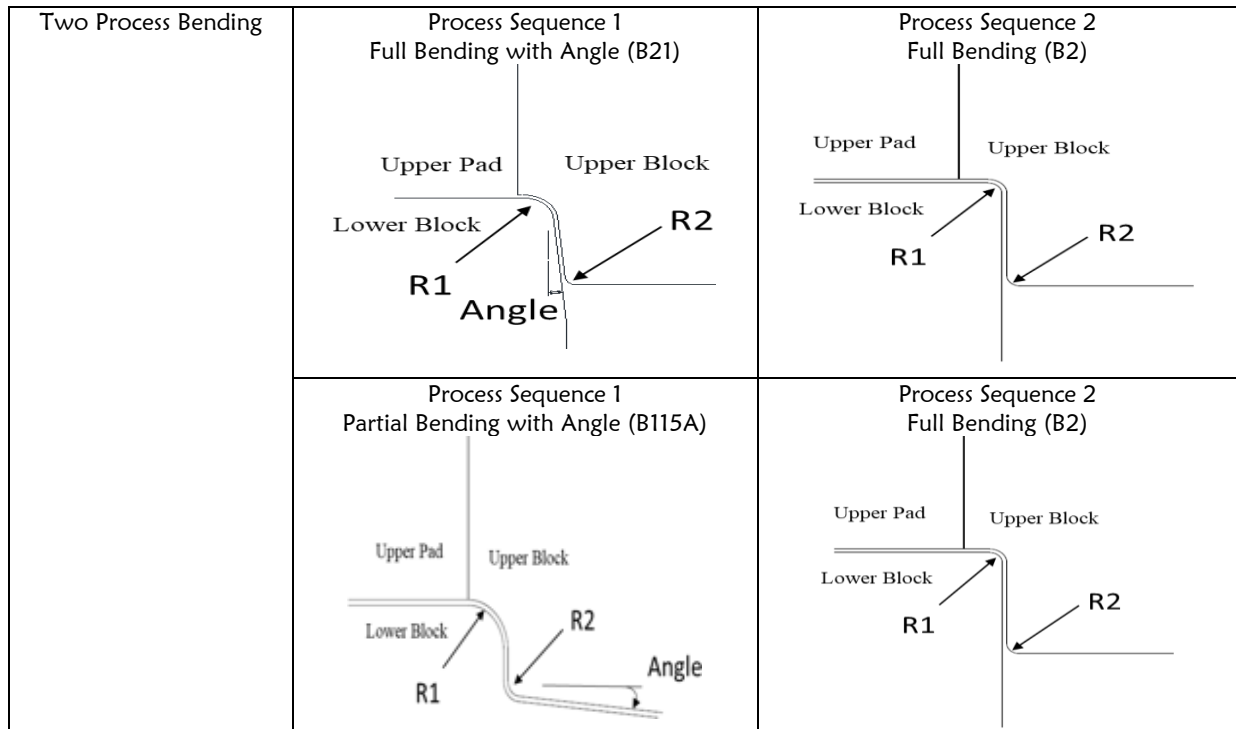 Two Process Bending
Process Sequence 1
Full Bending with Angle (B21)
Upper Pad
Upper Block
Lower Block
R2
R1
Angle
Process Sequence 2
Full Bending (B2)
Upper Pad
Upper Block
Lower Block
R2
R1
Process Sequence 1
Partial Bending with Angle (B115A)
Upper Pad
Upper Block
Lower Block
R2
Angle
R1
Process Sequence 2
Full Bending (B2)
Upper Pad
Upper Block
Lower Block
R2
R1